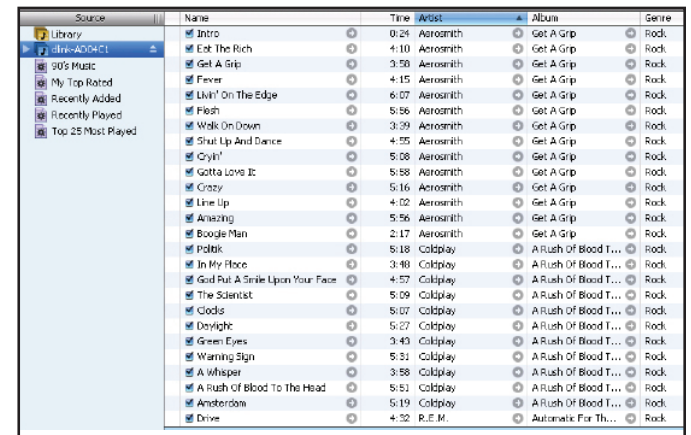 Source Name Time Artist Album Genre
Library Intro 0:24 Aerosmith Get A Grip Rock
dlink-ADD4C1 Eat The Rich 4:10 Aerosmith Get A Grip Rock
90's Music Get A Grip 3:58 Aerosmith Get A Grip Rock
My Top Rated Fever 4:15 Aerosmith Get A Grip Rock
Recently Added Livin' On The Edge 6:07 Aerosmith Get A Grip Rock
Recently Played Flesh 5:56 Aerosmith Get A Grip Rock
Top 25 Most Played Walk On Down 3:39 Aerosmith Get A Grip Rock
Shut Up And Dance 4:55 Aerosmith Get A Grip Rock
Cryin' 5:08 Aerosmith Get A Grip Rock
Gotta Love It 5:58 Aerosmith Get A Grip Rock
Crazy 5:16 Aerosmith Get A Grip Rock
Line Up 4:02 Aerosmith Get A Grip Rock
Amazing 5:56 Aerosmith Get A Grip Rock
Boogie Man 2:17 Aerosmith Get A Grip Rock
Politik 5:18 Coldplay A Rush Of Blood T... Rock
In My Place 3:48 Coldplay A Rush Of Blood T... Rock
God Put A Smile Upon Your Face 4:57 Coldplay A Rush Of Blood T... Rock
The Scientist 5:09 Coldplay A Rush Of Blood T... Rock
Clocks 5:07 Coldplay A Rush Of Blood T... Rock
Daylight 5:27 Coldplay A Rush Of Blood T... Rock
Green Eyes 3:43 Coldplay A Rush Of Blood T... Rock
Warning Sign 5:31 Coldplay A Rush Of Blood T... Rock
A Whisper 3:58 Coldplay A Rush Of Blood T... Rock
A Rush Of Blood To The Head 5:51 Coldplay A Rush Of Blood T... Rock
Amsterdam 5:19 Coldplay A Rush Of Blood T... Rock
Drive 4:32 R.E.M. Automatic For Th... Rock